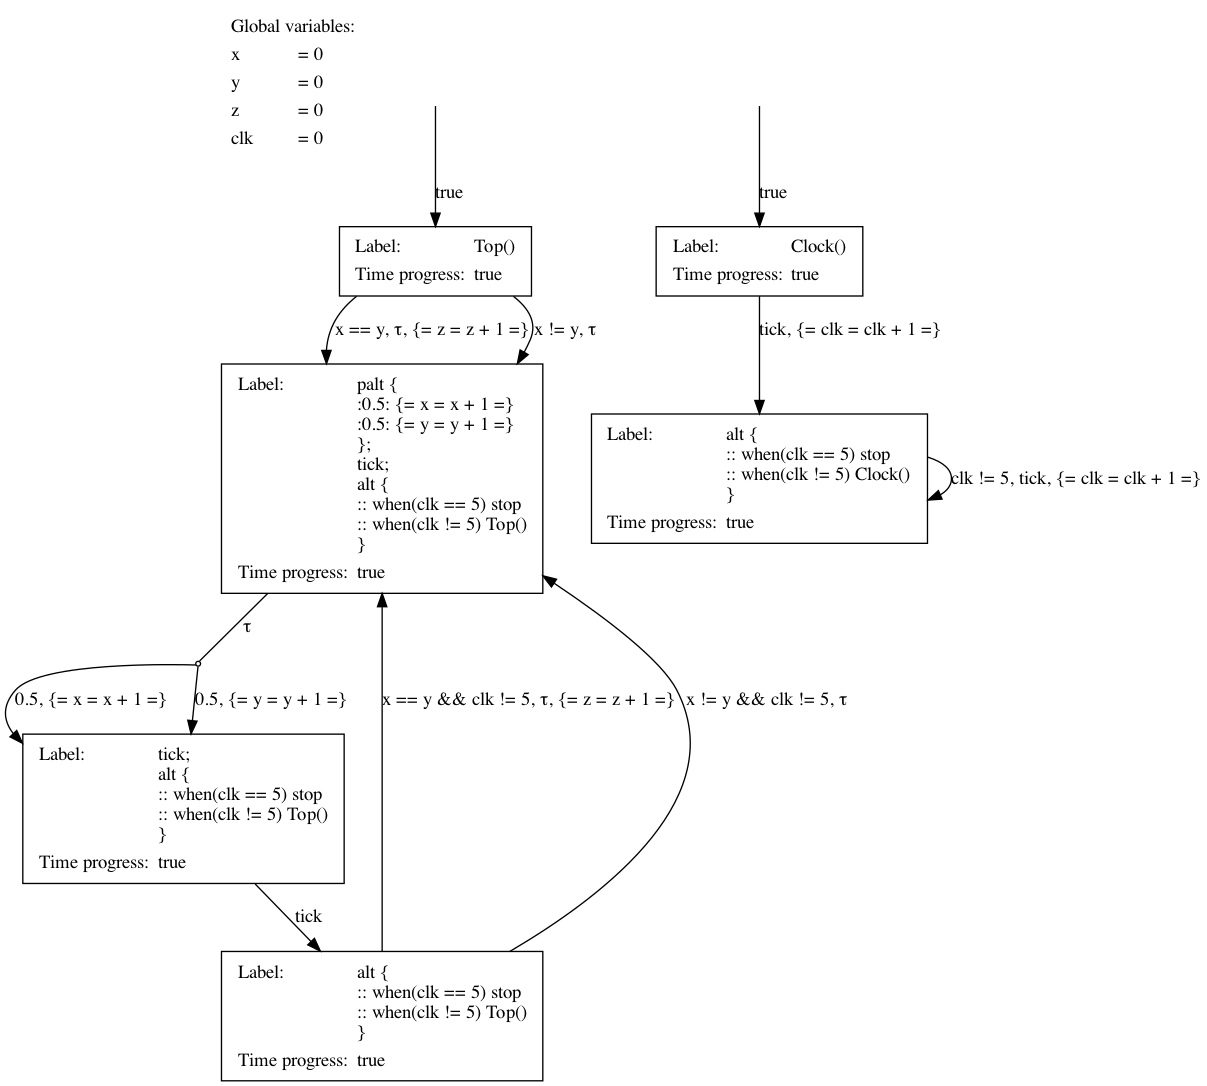 Global variables:
x = 0
y = 0
z = 0
clk = 0
true
true
Label: Top()
Time progress: true
Label: Clock()
Time progress: true
x == y, τ, {= z = z + 1 =}
x != y, τ
tick, {= clk = clk + 1 =}
Label: palt {
:0.5: {= x = x + 1 =}
:0.5: {= y = y + 1 =}
};
tick;
alt {
:: when(clk == 5) stop
:: when(clk != 5) Top()
}
Time progress: true
Label: alt {
:: when(clk == 5) stop
:: when(clk != 5) Clock()
}
Time progress: true
clk != 5, tick, {= clk = clk + 1 =}
τ
0.5, {= x = x + 1 =}
0.5, {= y = y + 1 =}
x == y && clk != 5, τ, {= z = z + 1 =}
x != y && clk != 5, τ
Label: tick;
alt {
:: when(clk == 5) stop
:: when(clk != 5) Top()
}
Time progress: true
tick
Label: alt {
:: when(clk == 5) stop
:: when(clk != 5) Top()
}
Time progress: true